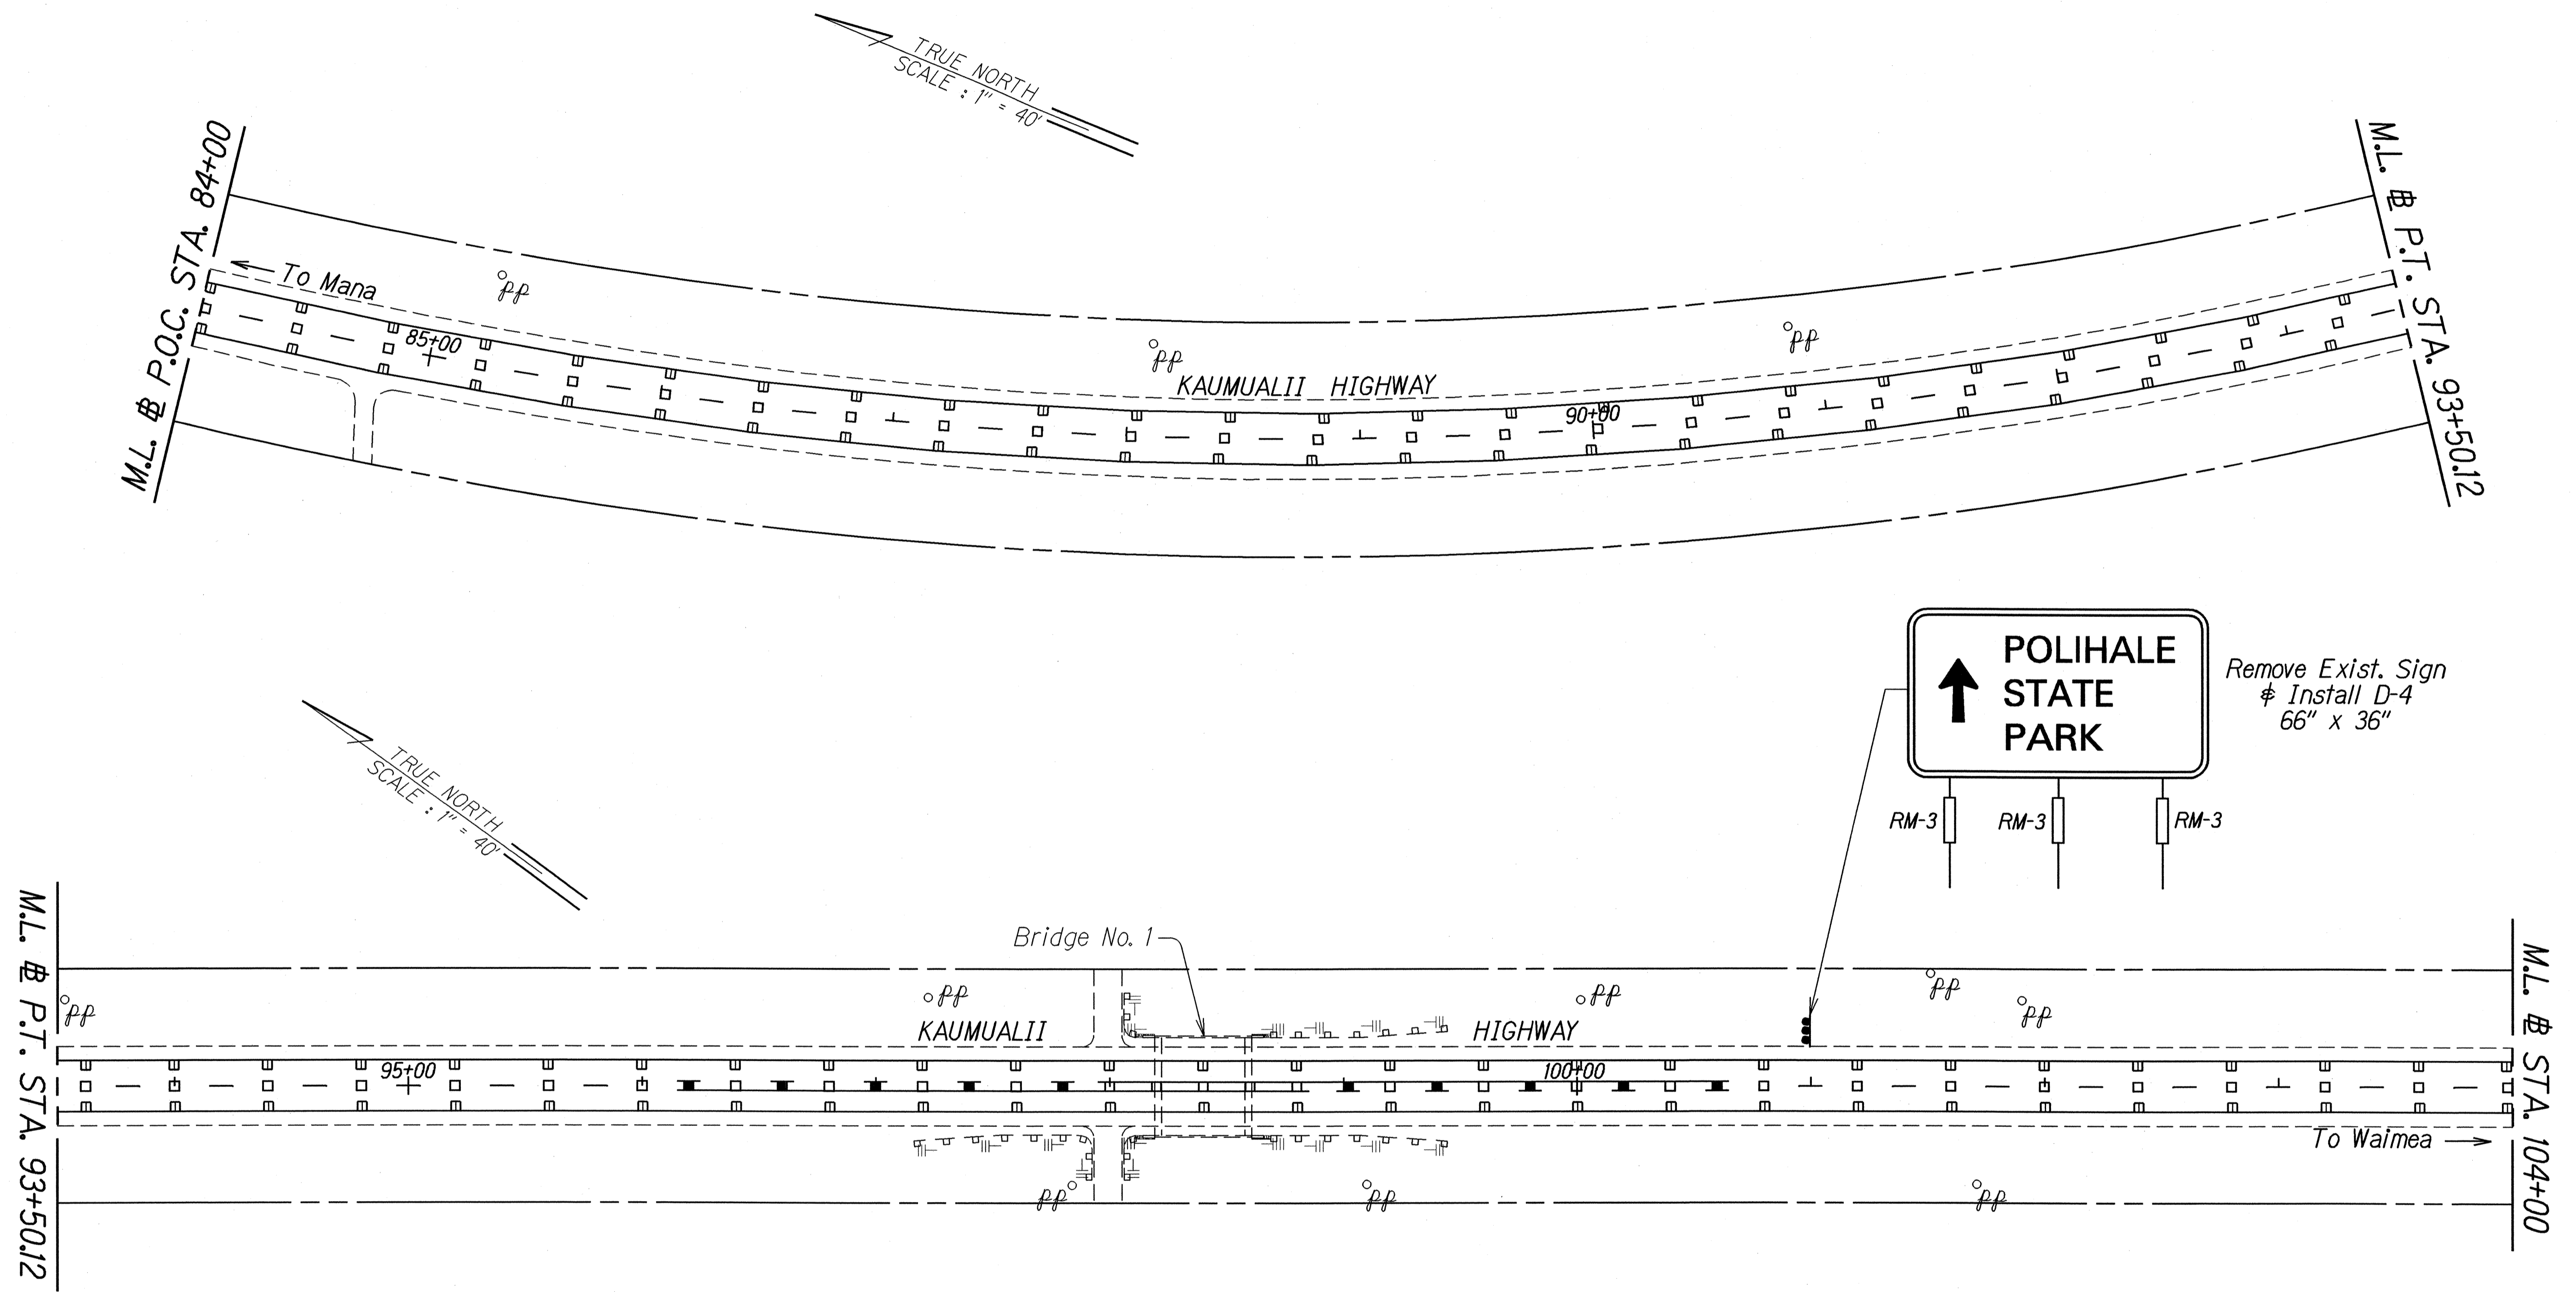 TRUE NORTH
SCALE : 1" = 40'
M.L. ⅊ P.O.C. STA. 84+00
To Mana
pp
85+00
pp
KAUMUALII HIGHWAY
pp
90+00
M.L. ⅊ P.T. STA. 93+50.12
TRUE NORTH
SCALE : 1" = 40'
POLIHALE
STATE
PARK
Remove Exist. Sign
& Install D-4
66" x 36"
RM-3
RM-3
RM-3
M.L. ⅊ P.T. STA. 93+50.12
Bridge No. 1
pp
pp
pp
pp
pp
KAUMUALII HIGHWAY
95+00
100+00
To Waimea
pp
pp
pp
M.L. ⅊ STA. 104+00